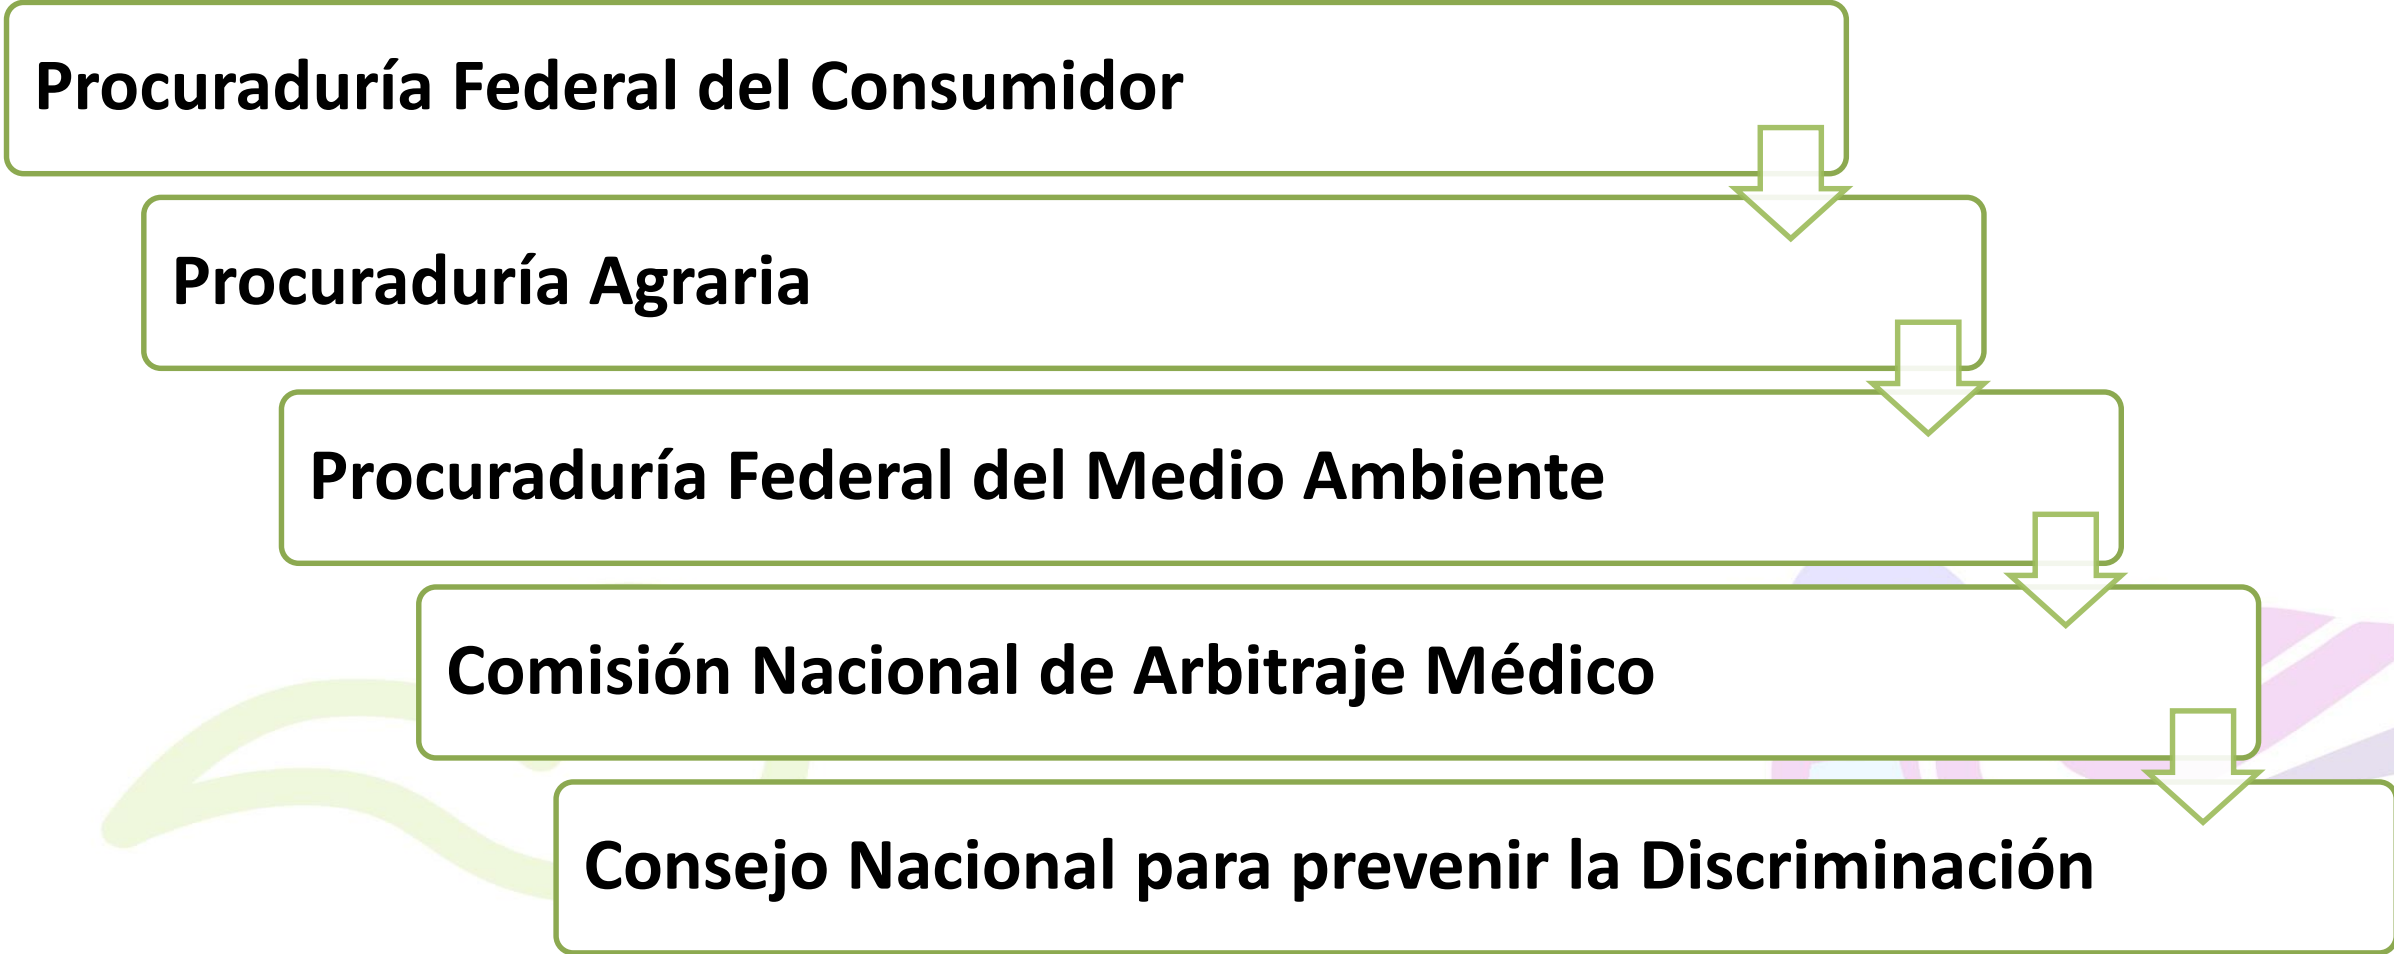 Procuraduría Federal del Consumidor
Procuraduría Agraria
Procuraduría Federal del Medio Ambiente
Comisión Nacional de Arbitraje Médico
Consejo Nacional para prevenir la Discriminación